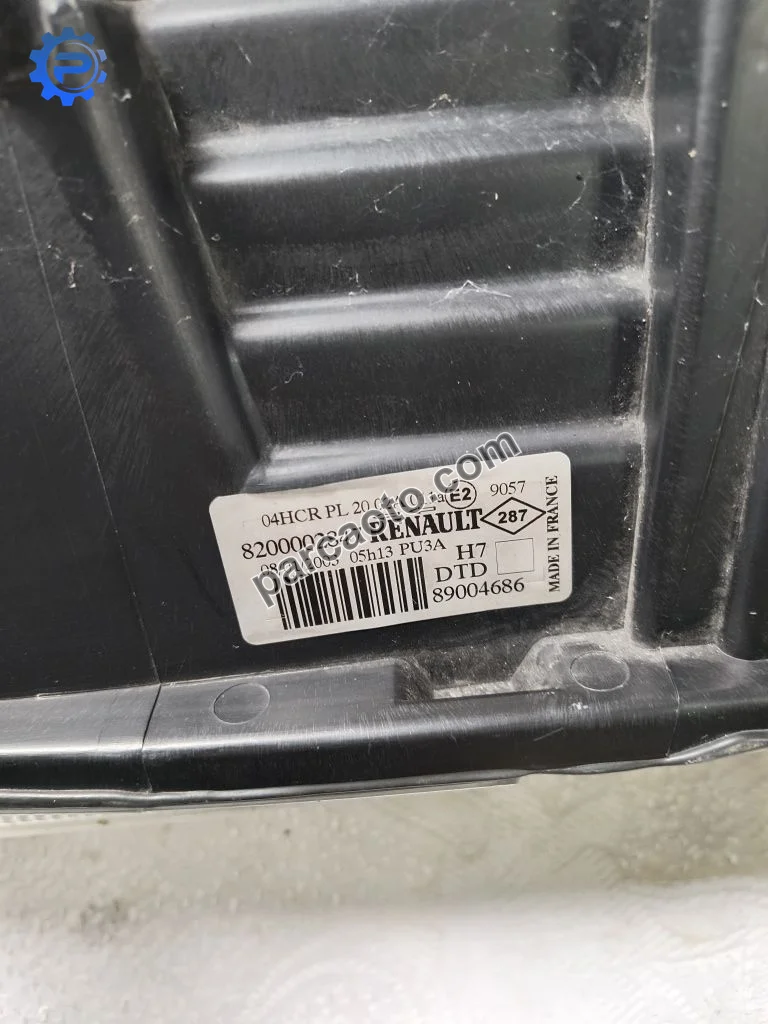 P
04HCR PL 20 E2 9057
RENAULT 287
05h13 PU3A H7
DTD
89004686
MADE IN FRANCE
parcaoto.com